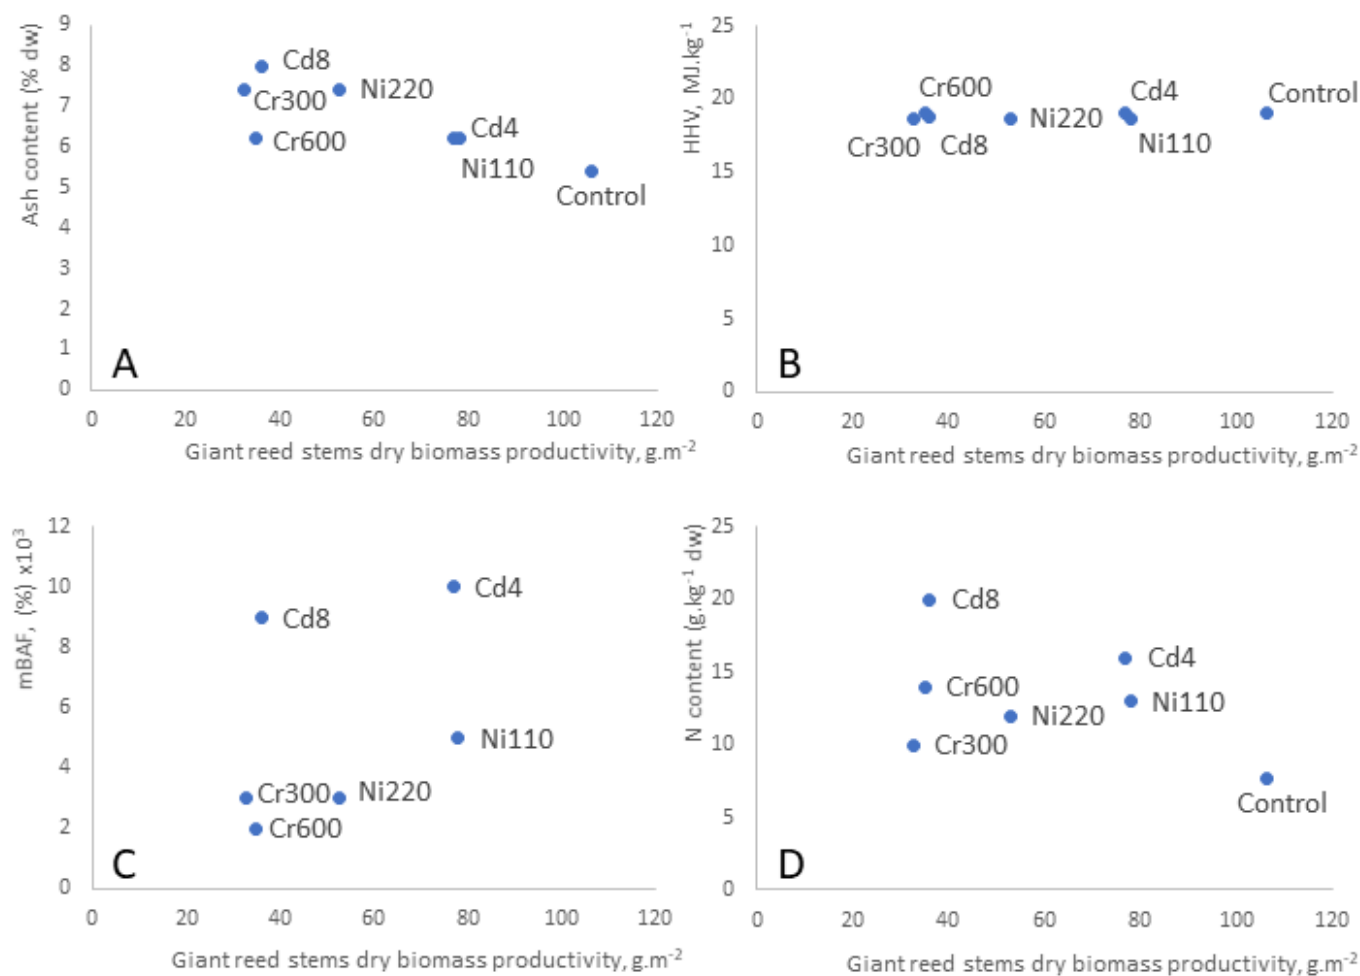 Ash content (% dw)
9
8
7
6
5
4
3
2
1
0
Cd8
Cr300
Ni220
Cr600
Cd4
Ni110
Control
A
0 20 40 60 80 100 120
Giant reed stems dry biomass productivity, g.m⁻²
HHV, MJ.kg⁻¹
25
20
15
10
5
0
Cr600
Cd4
Control
Cr300
Cd8
Ni220
Ni110
B
0 20 40 60 80 100 120
Giant reed stems dry biomass productivity, g.m⁻²
mBAF, (%) x10³
12
10
8
6
4
2
0
Cd4
Cd8
Ni110
Cr300
Ni220
Cr600
C
0 20 40 60 80 100 120
Giant reed stems dry biomass productivity, g.m⁻²
N content (g.kg⁻¹ dw)
25
20
15
10
5
0
Cd8
Cd4
Cr600
Ni110
Ni220
Cr300
Control
D
0 20 40 60 80 100 120
Giant reed stems dry biomass productivity, g.m⁻²